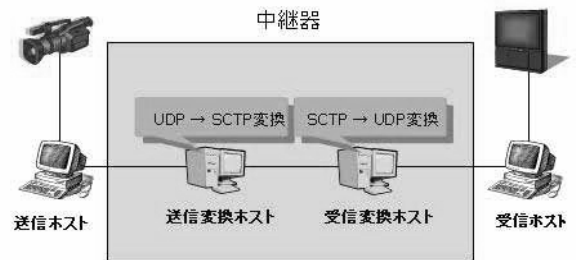 中継器
UDP → SCTP変換
SCTP → UDP変換
送信ホスト
送信変換ホスト
受信変換ホスト
受信ホスト